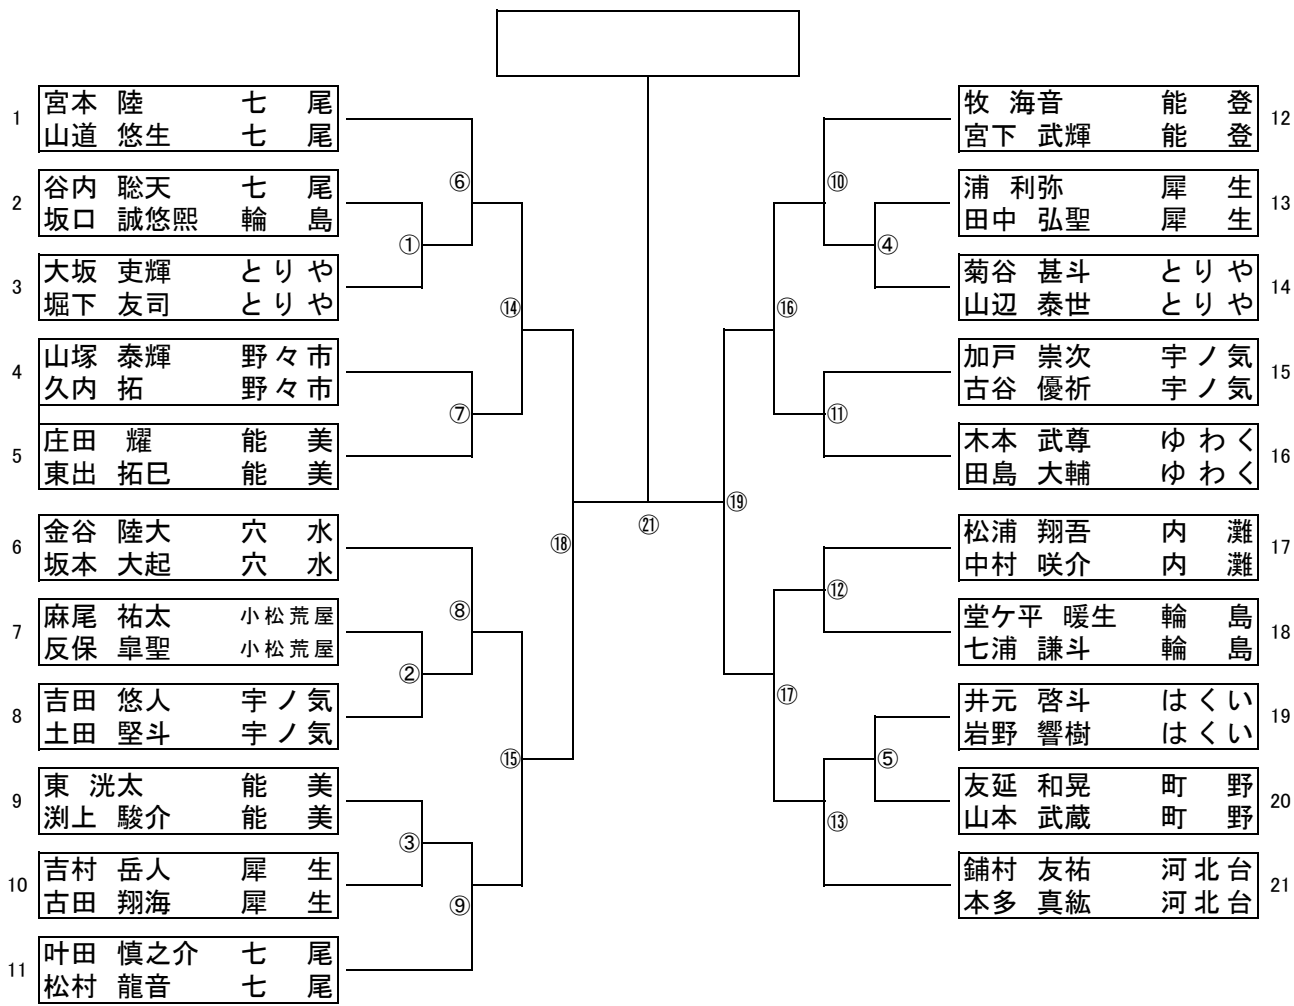 1
宮本 陸 七 尾
山道 悠生 七 尾
2
谷内 聡天 七 尾
坂口 誠悠熙 輪 島
3
大坂 吏輝 とりや
堀下 友司 とりや
4
山塚 泰輝 野々市
久内 拓 野々市
5
庄田 耀 能 美
東出 拓巳 能 美
6
金谷 陸大 穴 水
坂本 大起 穴 水
7
麻尾 祐太 小松荒屋
反保 皐聖 小松荒屋
8
吉田 悠人 宇ノ気
土田 堅斗 宇ノ気
9
東 洸太 能 美
渕上 駿介 能 美
10
吉村 岳人 犀 生
古田 翔海 犀 生
11
叶田 慎之介 七 尾
松村 龍音 七 尾
⑥
①
⑭
⑦
⑱
⑧
②
⑮
③
⑨
㉑
⑩
④
⑯
⑪
⑲
⑫
⑰
⑤
⑬
牧 海音 能 登
宮下 武輝 能 登
12
浦 利弥 犀 生
田中 弘聖 犀 生
13
菊谷 甚斗 とりや
山辺 泰世 とりや
14
加戸 崇次 宇ノ気
古谷 優祈 宇ノ気
15
木本 武尊 ゆわく
田島 大輔 ゆわく
16
松浦 翔吾 内 灘
中村 咲介 内 灘
17
堂ケ平 暖生 輪 島
七浦 謙斗 輪 島
18
井元 啓斗 はくい
岩野 響樹 はくい
19
友延 和晃 町 野
山本 武蔵 町 野
20
鋪村 友祐 河北台
本多 真紘 河北台
21